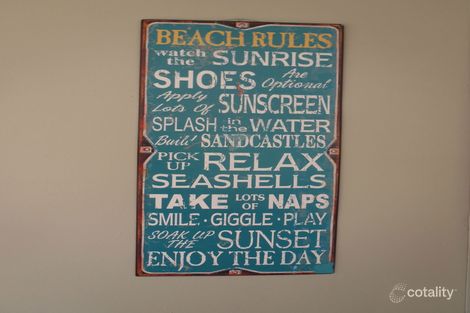 BEACH RULES
watch the SUNRISE
SHOES Are Optional
Apply Lots Of SUNSCREEN
SPLASH in the WATER
Build SANDCASTLES
PICK UP RELAX
SEASHELLS
TAKE LOTS OF NAPS
SMILE · GIGGLE · PLAY
SOAK UP THE SUNSET
ENJOY THE DAY
cotality